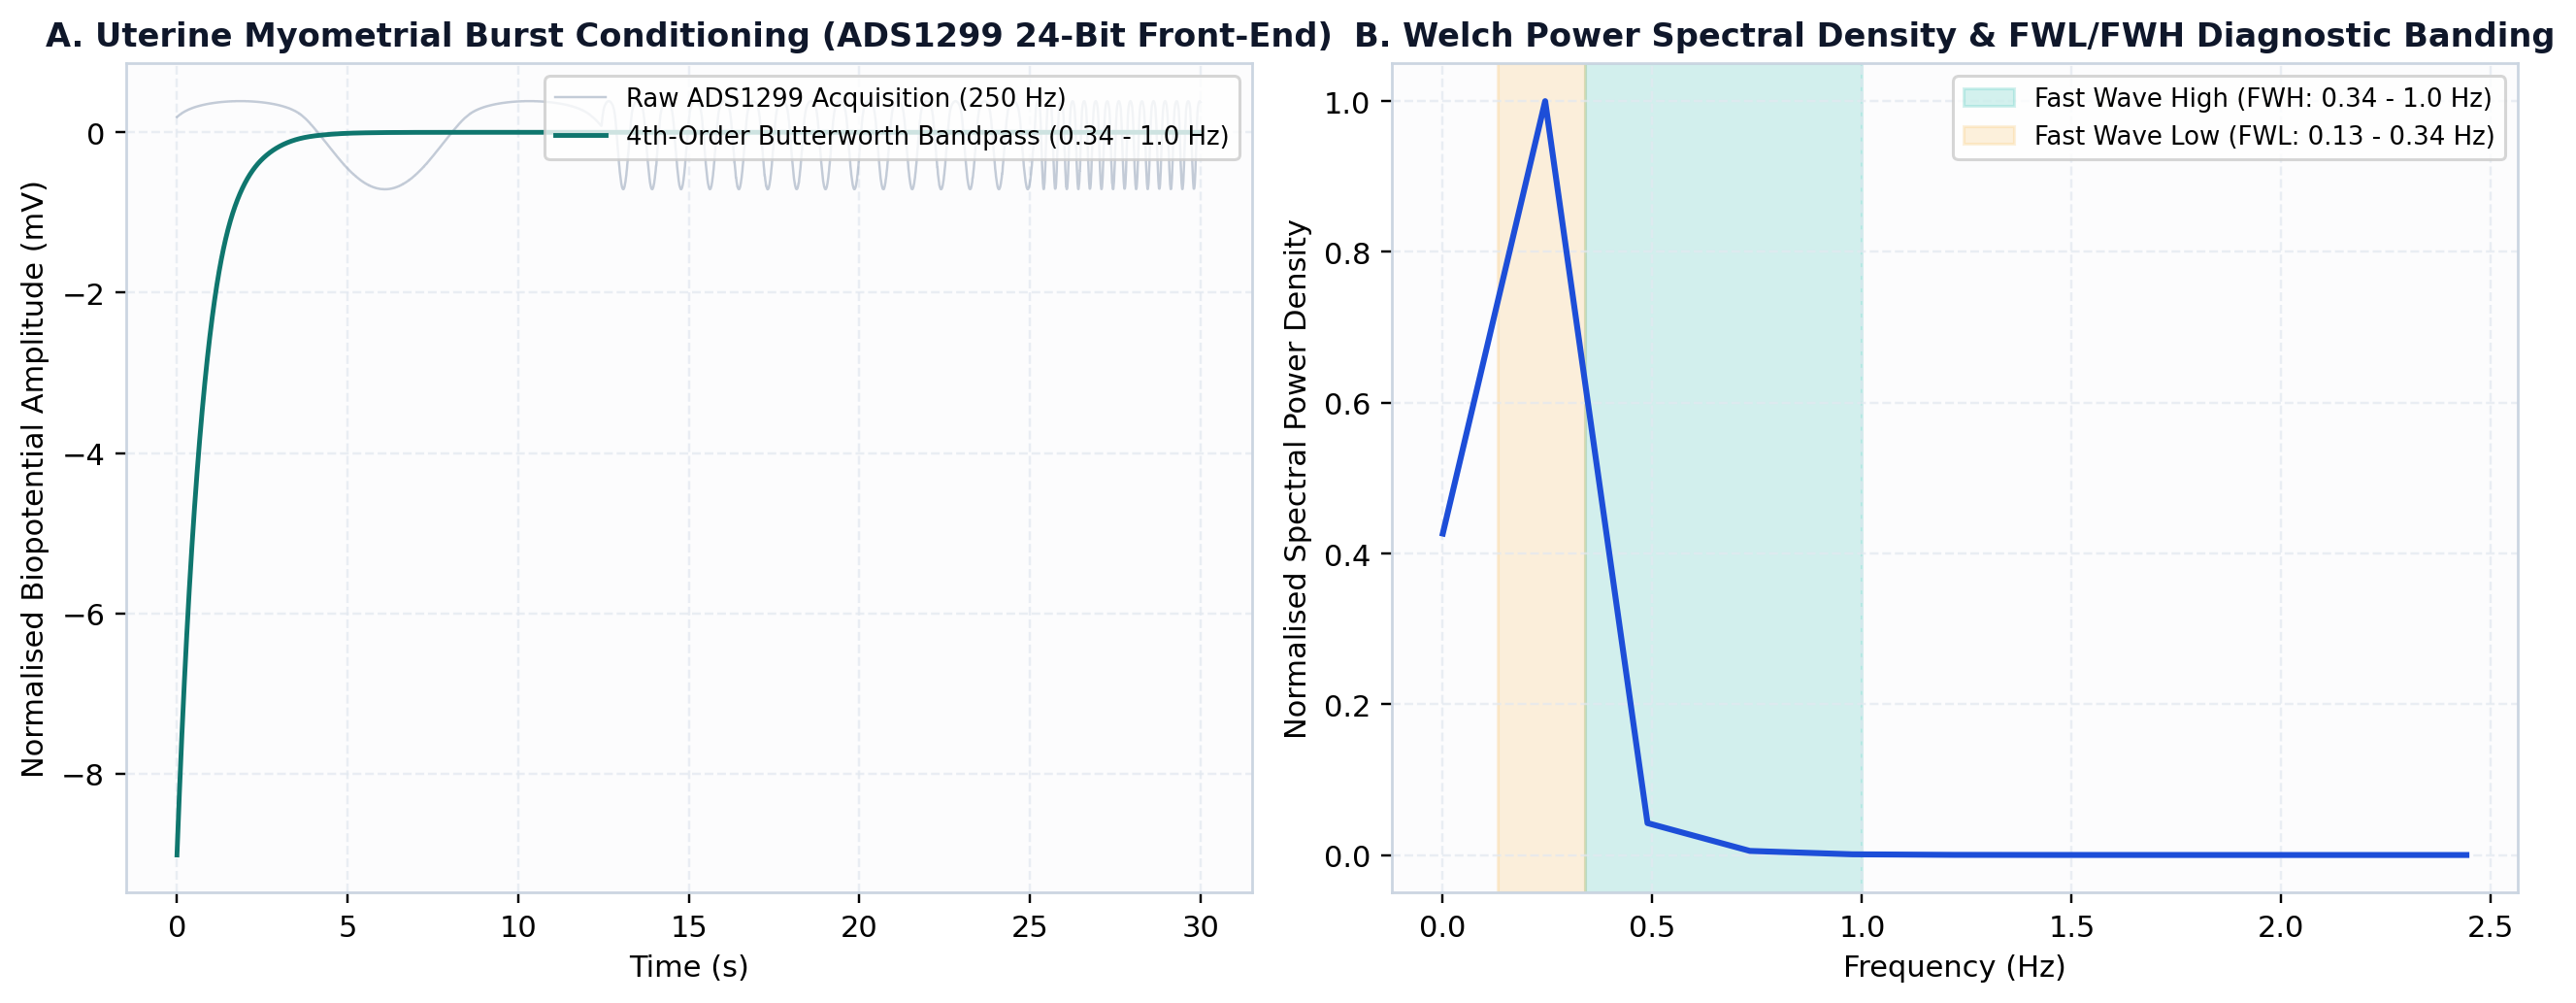 A. Uterine Myometrial Burst Conditioning (ADS1299 24-Bit Front-End)
Raw ADS1299 Acquisition (250 Hz)
4th-Order Butterworth Bandpass (0.34 - 1.0 Hz)
Normalised Biopotential Amplitude (mV)
0
−2
−4
−6
−8
0 5 10 15 20 25 30
Time (s)
B. Welch Power Spectral Density & FWL/FWH Diagnostic Banding
Fast Wave High (FWH: 0.34 - 1.0 Hz)
Fast Wave Low (FWL: 0.13 - 0.34 Hz)
Normalised Spectral Power Density
1.0
0.8
0.6
0.4
0.2
0.0
0.0 0.5 1.0 1.5 2.0 2.5
Frequency (Hz)